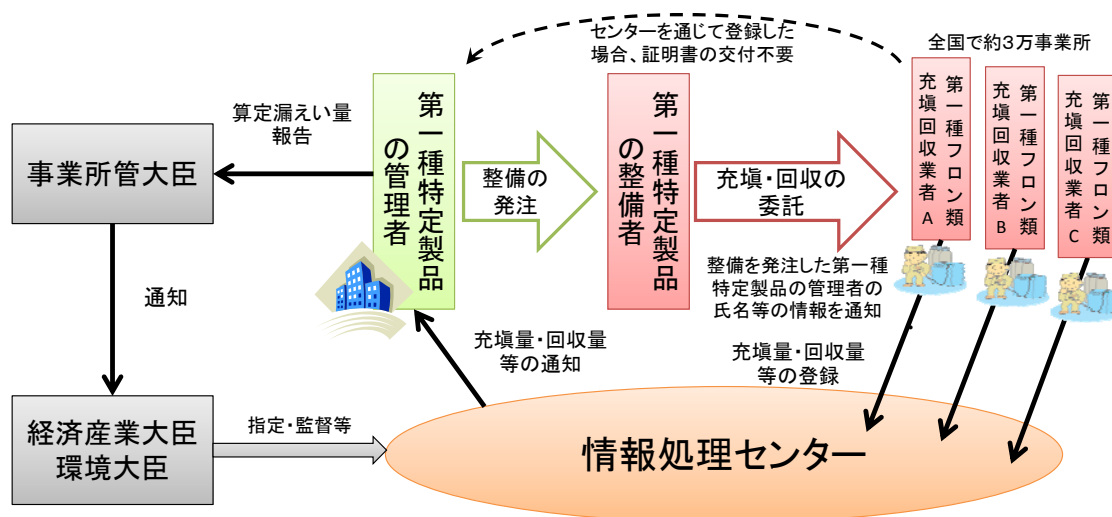 センターを通じて登録した
場合、証明書の交付不要
全国で約3万事業所
算定漏えい量
報告
事業所管大臣
第一種特定製品
の管理者
整備の
発注
第一種特定製品
の整備者
充塡・回収の
委託
第一種フロン類
充塡回収業者A
第一種フロン類
充塡回収業者B
第一種フロン類
充塡回収業者C
通知
整備を発注した第一種
特定製品の管理者の
氏名等の情報を通知
充塡量・回収量
等の通知
充塡量・回収量
等の登録
経済産業大臣
環境大臣
指定・監督等
情報処理センター